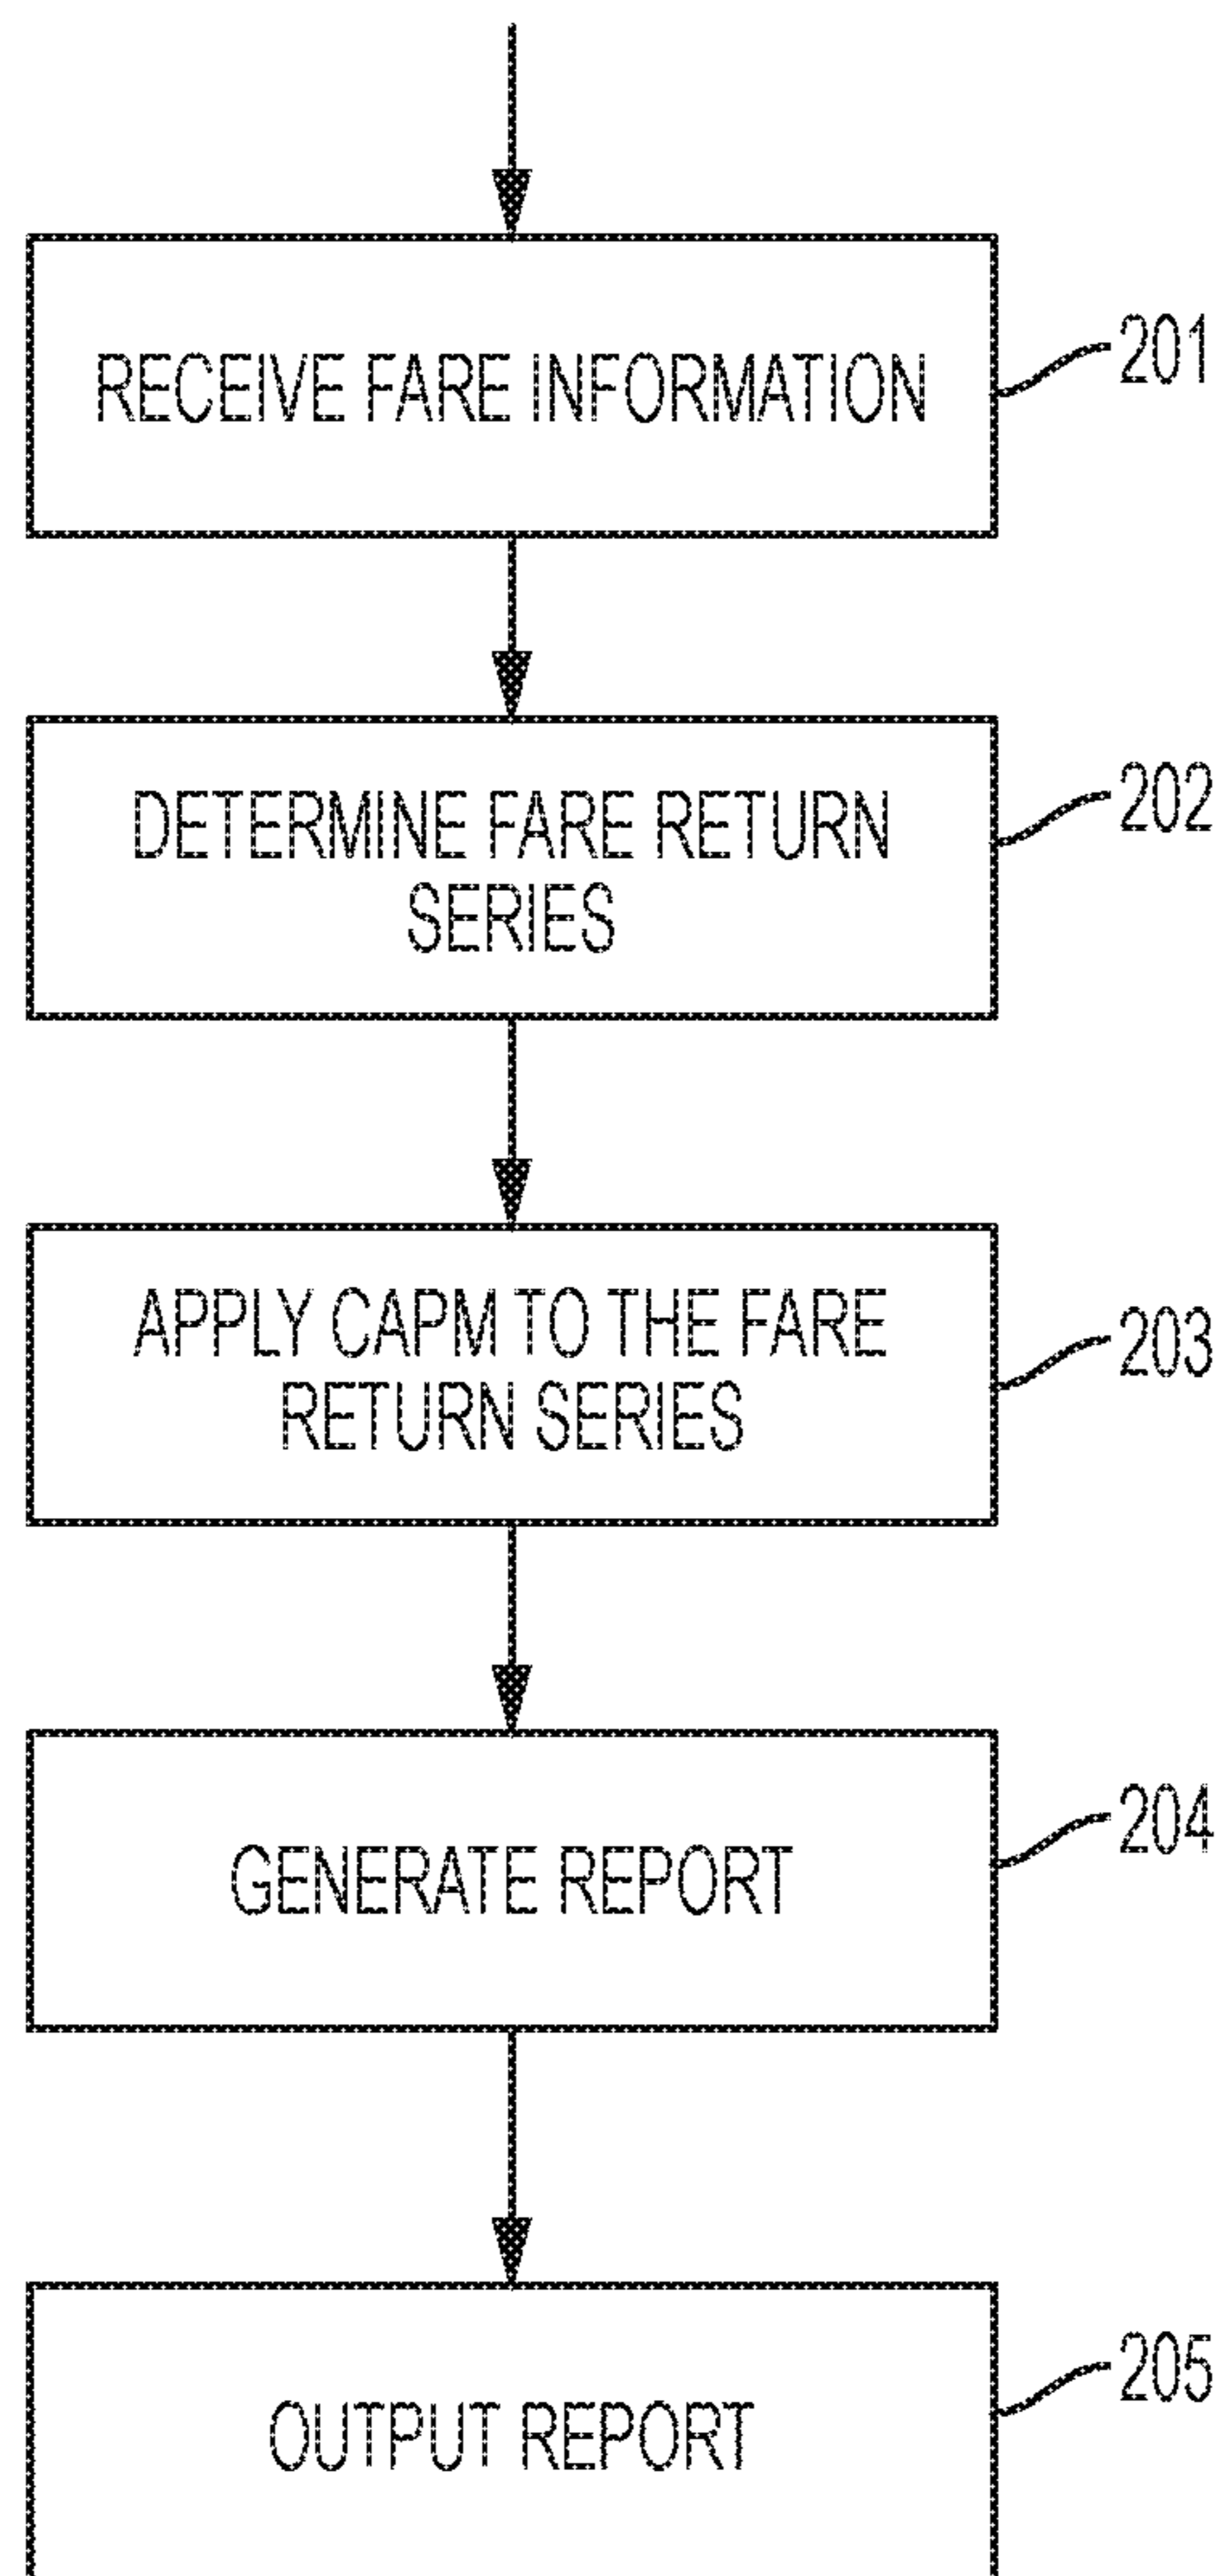 RECEIVE FARE INFORMATION
201
DETERMINE FARE RETURN
SERIES
202
APPLY CAPM TO THE FARE
RETURN SERIES
203
GENERATE REPORT
204
OUTPUT REPORT
205